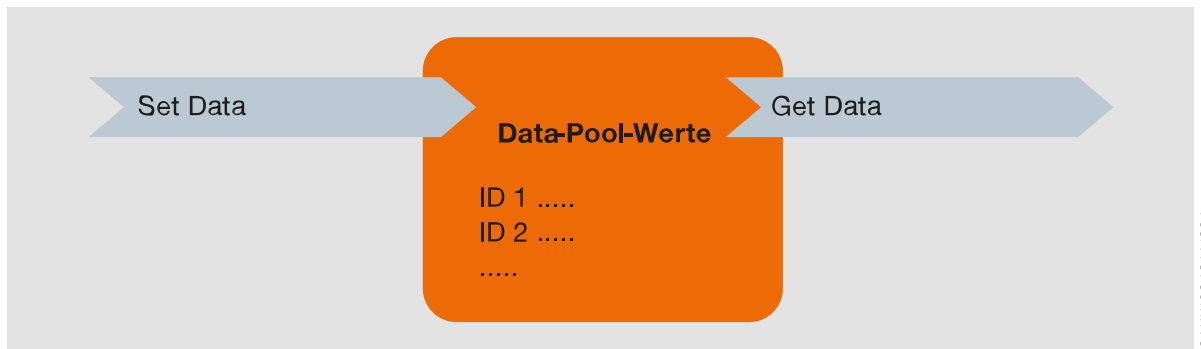 Set Data
Get Data
Data-Pool-Werte
ID 1 .....
ID 2 .....
.....